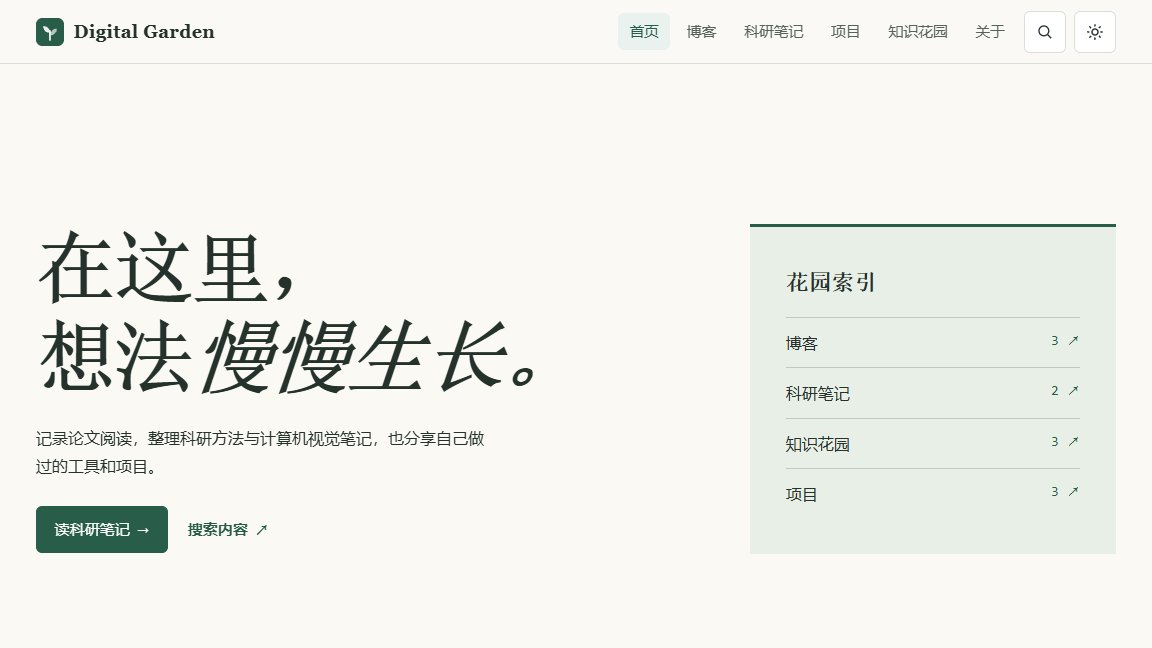 Digital Garden
首页 博客 科研笔记 项目 知识花园 关于
在这里，
想法慢慢生长。
记录论文阅读，整理科研方法与计算机视觉笔记，也分享自己做
过的工具和项目。
读科研笔记 →
搜索内容 ↗
花园索引
博客 3 ↗
科研笔记 2 ↗
知识花园 3 ↗
项目 3 ↗